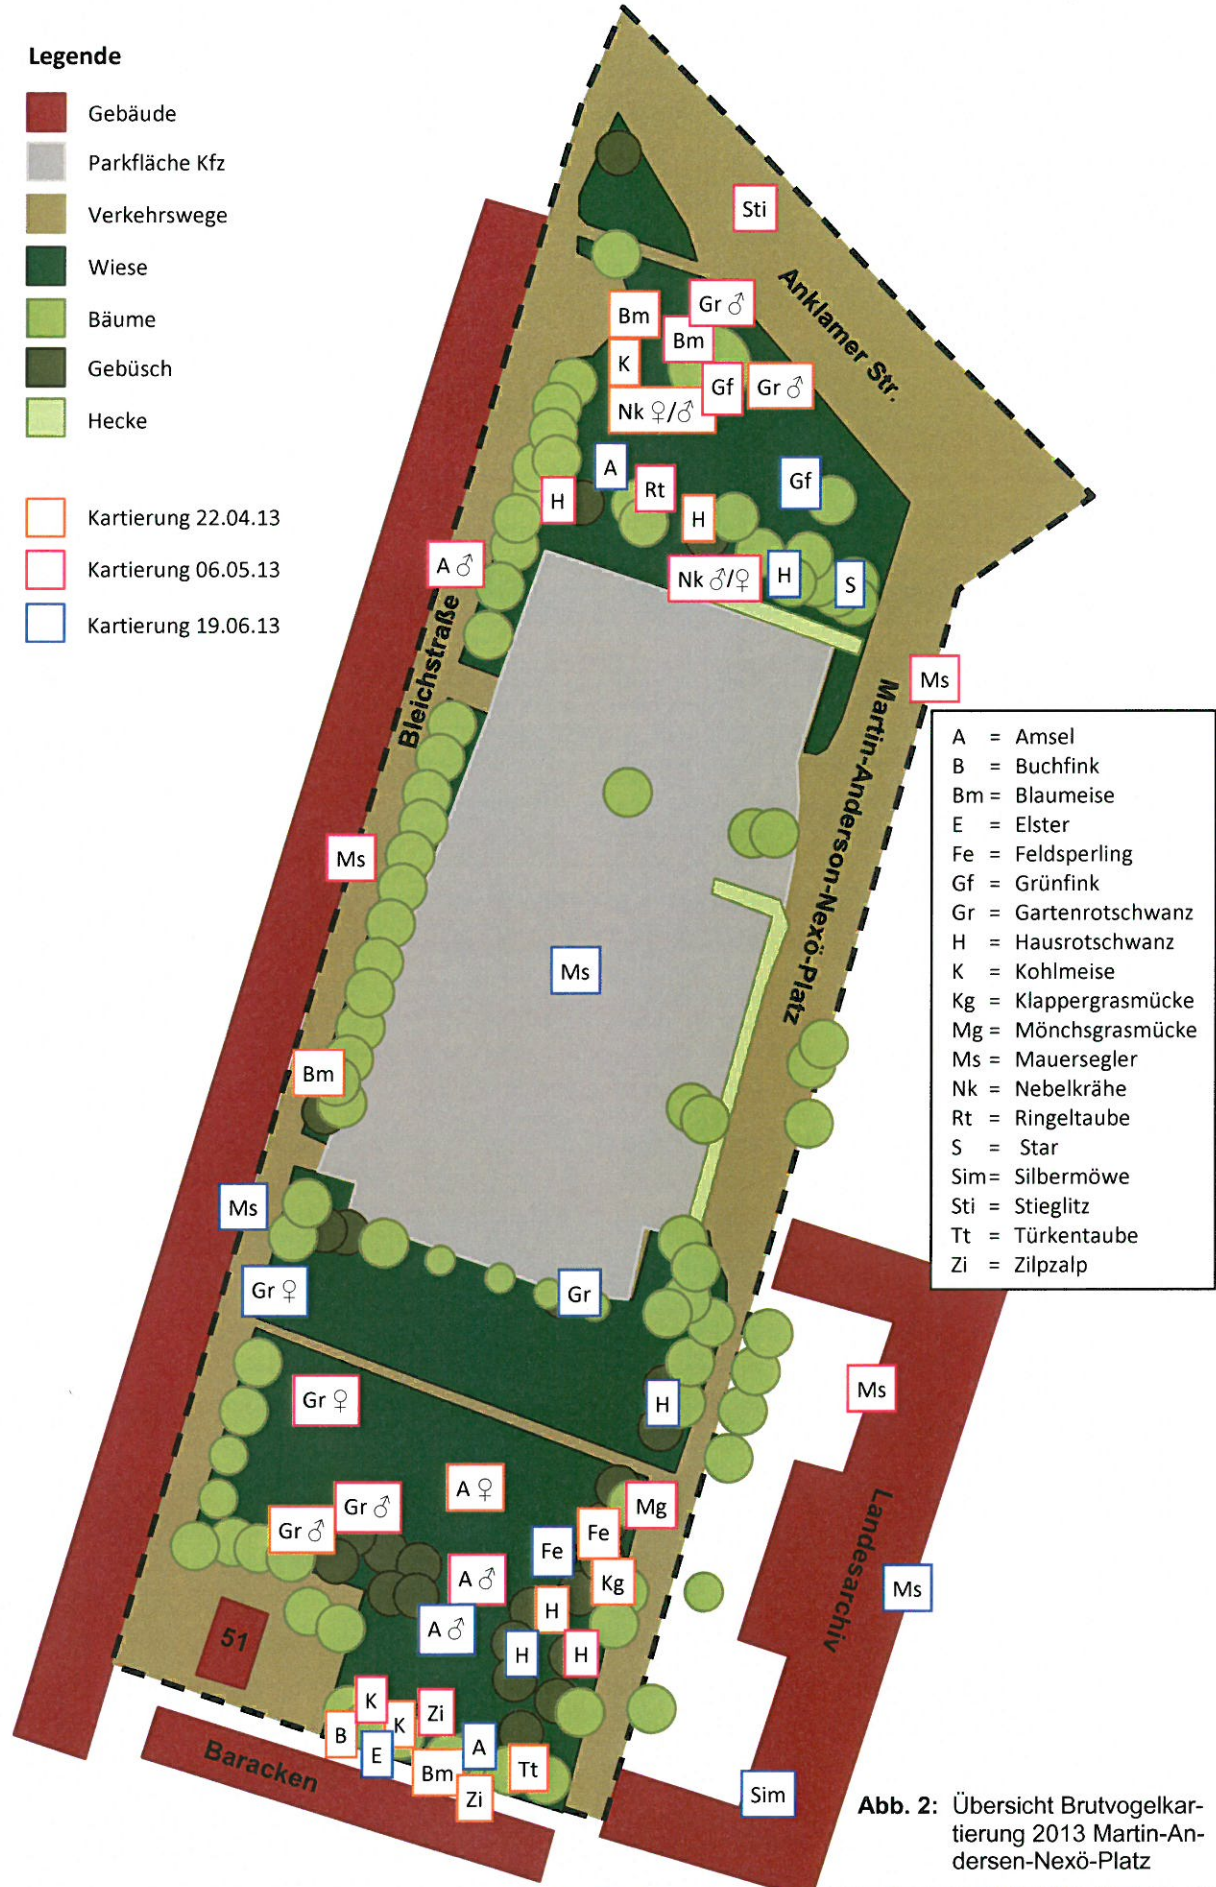 Legende
Gebäude
Parkfläche Kfz
Verkehrswege
Wiese
Bäume
Gebüsch
Hecke
Kartierung 22.04.13
Kartierung 06.05.13
Kartierung 19.06.13
Sti
Anklamer Str.
Gr ♂
Bm
Bm
K
Gf
Gr ♂
Nk ♀/♂
A
Gf
Rt
H
H
A ♂
Nk ♂/♀
H
S
Bleichstraße
Ms
Martin-Anderson-Nexö-Platz
A = Amsel
B = Buchfink
Bm = Blaumeise
E = Elster
Fe = Feldsperling
Gf = Grünfink
Gr = Gartenrotschwanz
H = Hausrotschwanz
K = Kohlmeise
Kg = Klappergrasmücke
Mg = Mönchsgrasmücke
Ms = Mauersegler
Nk = Nebelkrähe
Rt = Ringeltaube
S = Star
Sim = Silbermöwe
Sti = Stieglitz
Tt = Türkentaube
Zi = Zilpzalp
Ms
Ms
Bm
Ms
Gr ♀
Gr
Gr ♀
H
Ms
A ♀
Gr ♂
Mg
Gr ♂
Fe
Fe
A ♂
Kg
Landesarchiv
Ms
H
A ♂
51
H
H
K
Zi
K
B
E
A
Bm
Tt
Zi
Baracken
Sim
Abb. 2: Übersicht Brutvogelkar-
tierung 2013 Martin-An-
dersen-Nexö-Platz